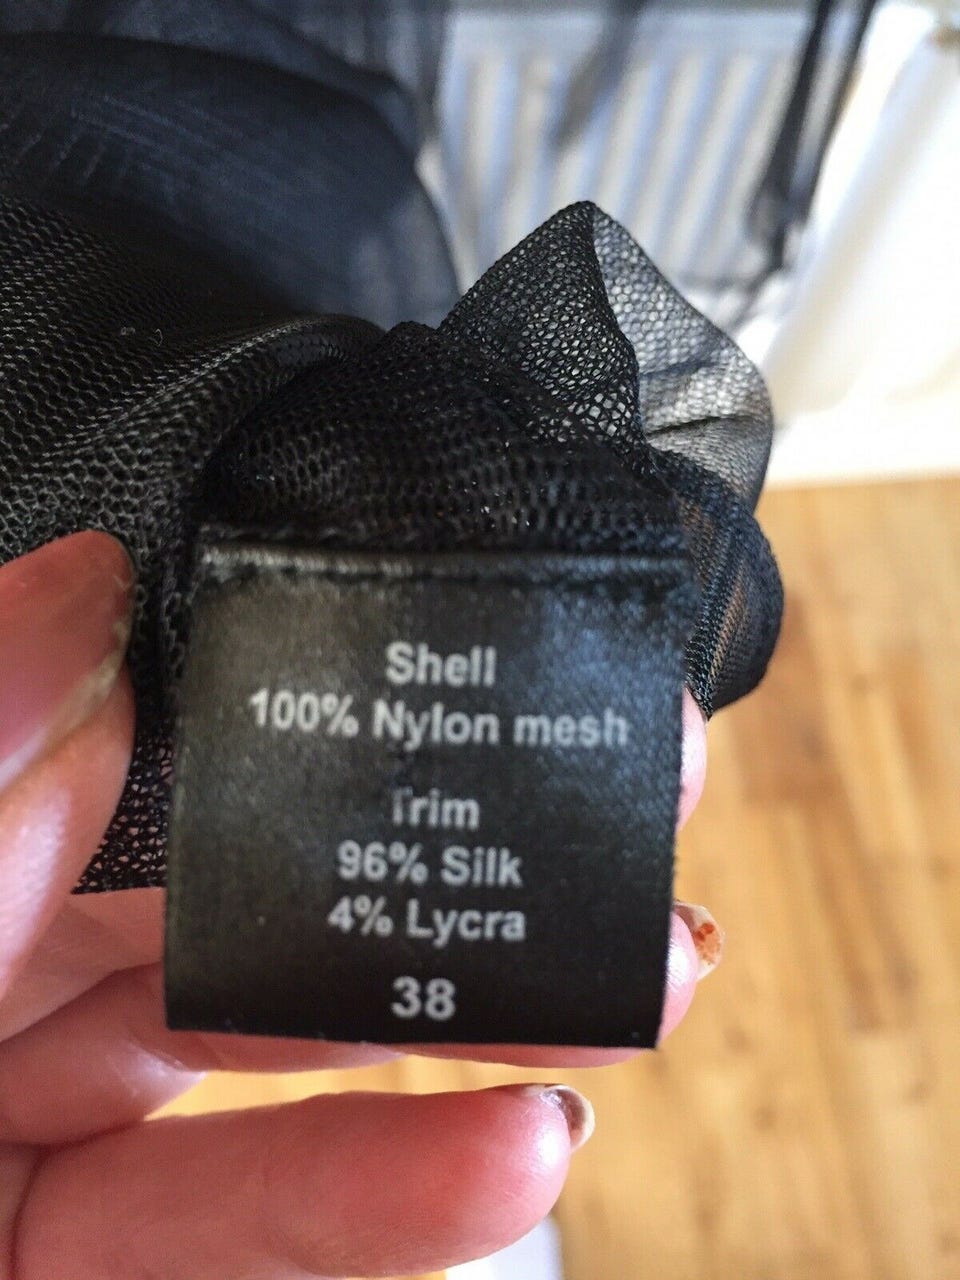 Shell
100% Nylon mesh
Trim
96% Silk
4% Lycra
38